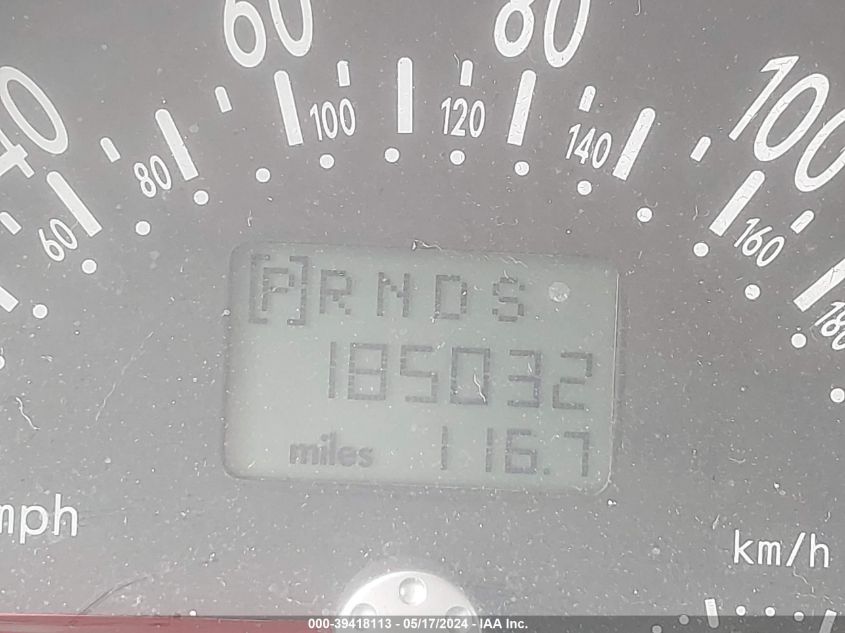 40 60 80 100
60 80 100 120 140 160 180
[P] R N D S
185032
miles 116.7
mph km/h
000-39418113 - 05/17/2024 - IAA Inc.